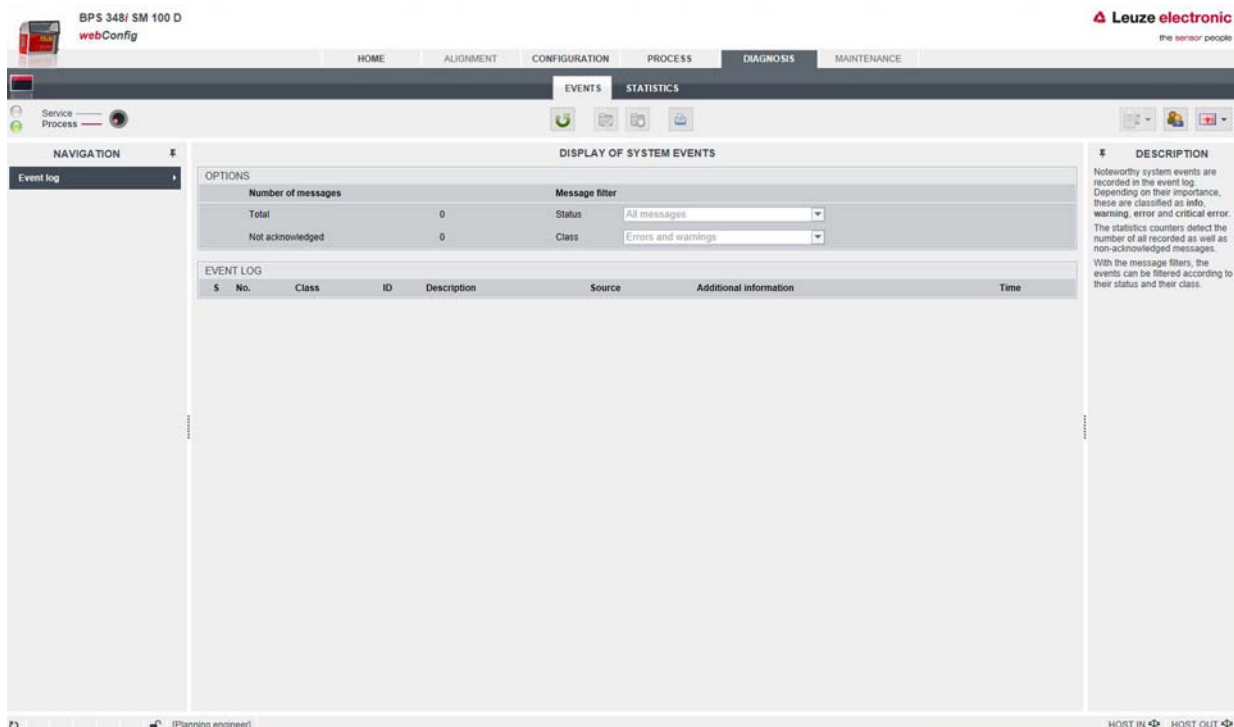 BPS 348i SM 100 D
webConfig
Leuze electronic
the sensor people
HOME ALIGNMENT CONFIGURATION PROCESS DIAGNOSIS MAINTENANCE
EVENTS STATISTICS
Service
Process
NAVIGATION
Event log
DISPLAY OF SYSTEM EVENTS
OPTIONS
Number of messages Message filter
Total 0 Status All messages
Not acknowledged 0 Class Errors and warnings
EVENT LOG
S No. Class ID Description Source Additional information Time
DESCRIPTION
Noteworthy system events are
recorded in the event log.
Depending on their importance,
these are classified as info,
warning, error and critical error.
The statistics counters detect the
number of all recorded as well as
non-acknowledged messages.
With the message filters, the
events can be filtered according to
their status and their class.
[Planning engineer]
HOST IN HOST OUT